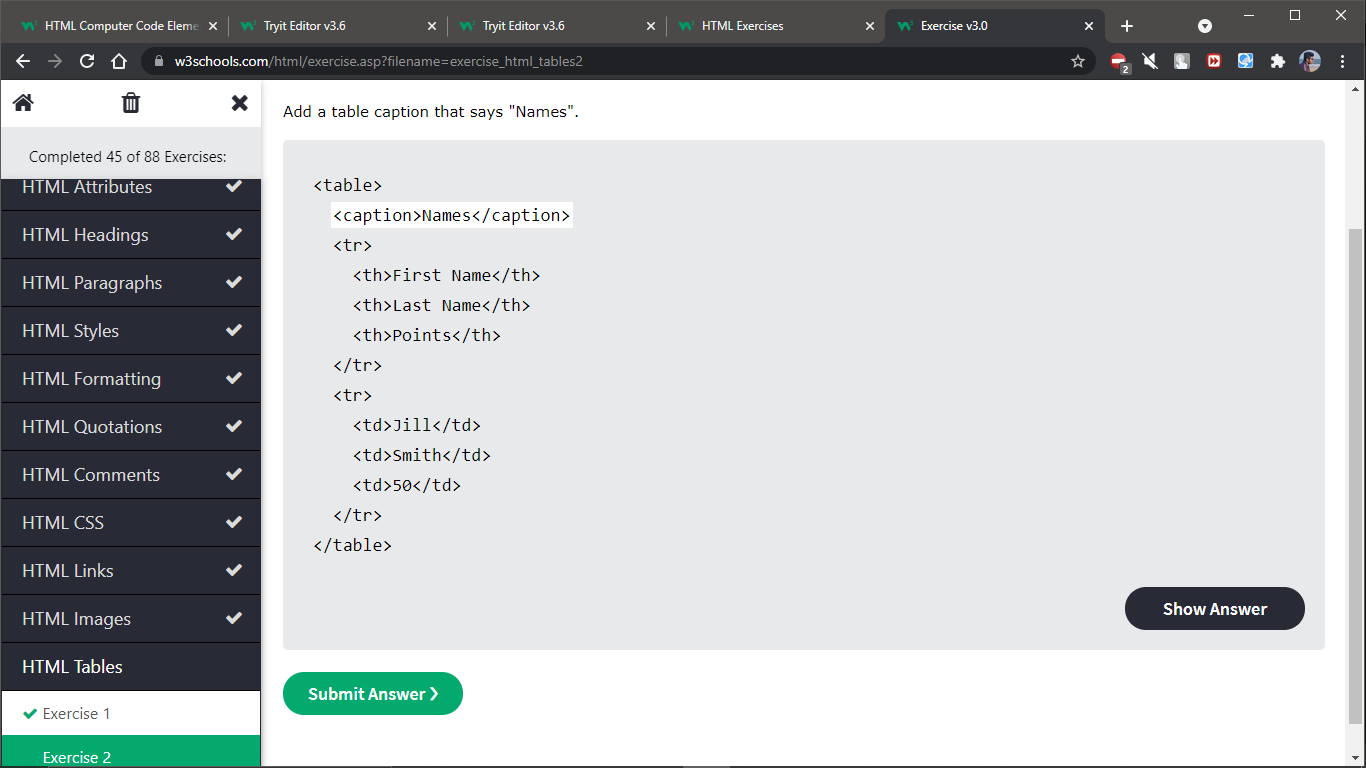 HTML Computer Code Eleme
Tryit Editor v3.6
Tryit Editor v3.6
HTML Exercises
Exercise v3.0
w3schools.com/html/exercise.asp?filename=exercise_html_tables2
2
Completed 45 of 88 Exercises:
HTML Attributes
HTML Headings
HTML Paragraphs
HTML Styles
HTML Formatting
HTML Quotations
HTML Comments
HTML CSS
HTML Links
HTML Images
HTML Tables
Exercise 1
Exercise 2
Add a table caption that says "Names".
<table>
<caption>Names</caption>
<tr>
<th>First Name</th>
<th>Last Name</th>
<th>Points</th>
</tr>
<tr>
<td>Jill</td>
<td>Smith</td>
<td>50</td>
</tr>
</table>
Show Answer
Submit Answer ❯